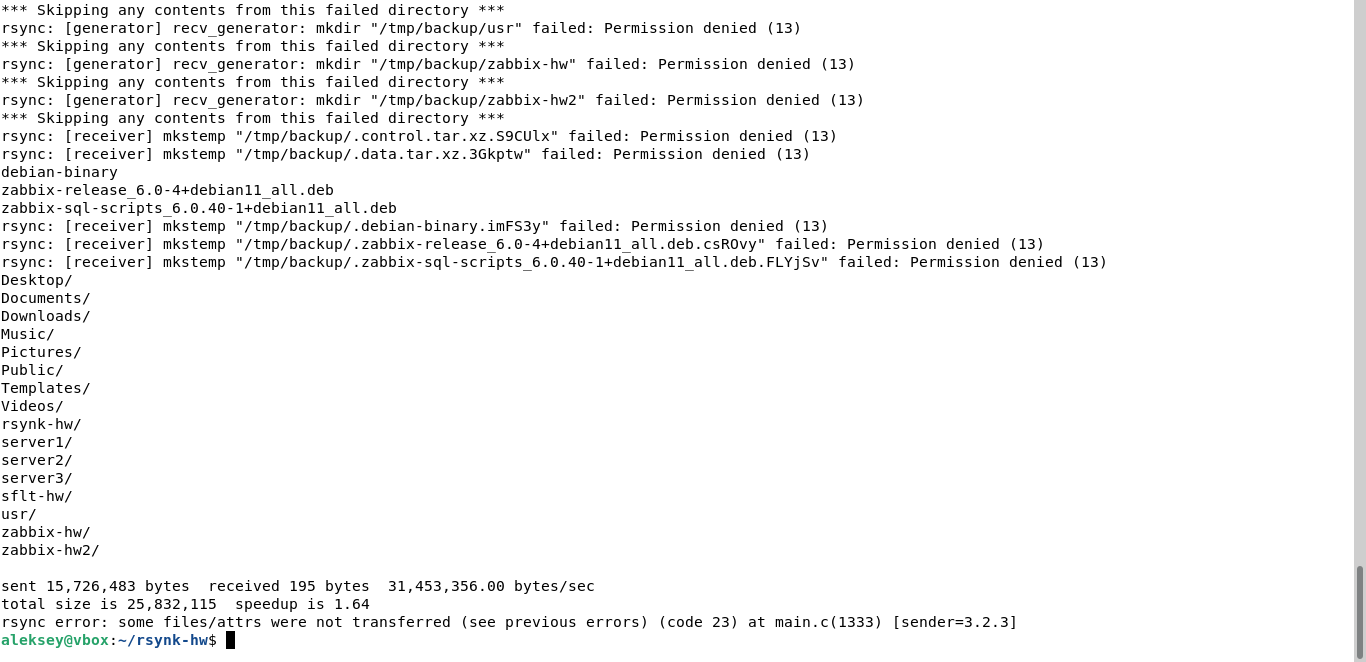 *** Skipping any contents from this failed directory ***
rsync: [generator] recv_generator: mkdir "/tmp/backup/usr" failed: Permission denied (13)
*** Skipping any contents from this failed directory ***
rsync: [generator] recv_generator: mkdir "/tmp/backup/zabbix-hw" failed: Permission denied (13)
*** Skipping any contents from this failed directory ***
rsync: [generator] recv_generator: mkdir "/tmp/backup/zabbix-hw2" failed: Permission denied (13)
*** Skipping any contents from this failed directory ***
rsync: [receiver] mkstemp "/tmp/backup/.control.tar.xz.S9CUlx" failed: Permission denied (13)
rsync: [receiver] mkstemp "/tmp/backup/.data.tar.xz.3Gkptw" failed: Permission denied (13)
debian-binary
zabbix-release_6.0-4+debian11_all.deb
zabbix-sql-scripts_6.0.40-1+debian11_all.deb
rsync: [receiver] mkstemp "/tmp/backup/.debian-binary.imFS3y" failed: Permission denied (13)
rsync: [receiver] mkstemp "/tmp/backup/.zabbix-release_6.0-4+debian11_all.deb.csROvy" failed: Permission denied (13)
rsync: [receiver] mkstemp "/tmp/backup/.zabbix-sql-scripts_6.0.40-1+debian11_all.deb.FLYjSv" failed: Permission denied (13)
Desktop/
Documents/
Downloads/
Music/
Pictures/
Public/
Templates/
Videos/
rsynk-hw/
server1/
server2/
server3/
sflt-hw/
usr/
zabbix-hw/
zabbix-hw2/
sent 15,726,483 bytes  received 195 bytes  31,453,356.00 bytes/sec
total size is 25,832,115  speedup is 1.64
rsync error: some files/attrs were not transferred (see previous errors) (code 23) at main.c(1333) [sender=3.2.3]
aleksey@vbox:~/rsynk-hw$